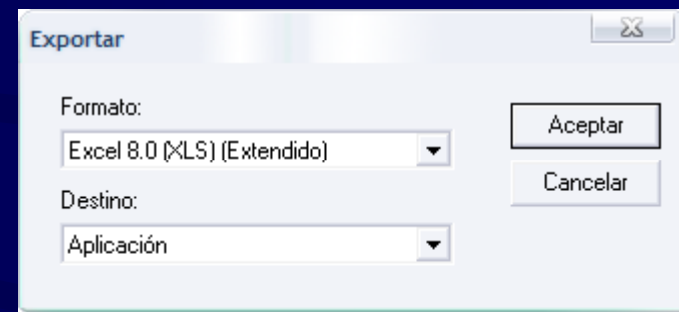 Exportar
Formato:
Excel 8.0 (XLS) (Extendido)
Destino:
Aplicación
Aceptar
Cancelar